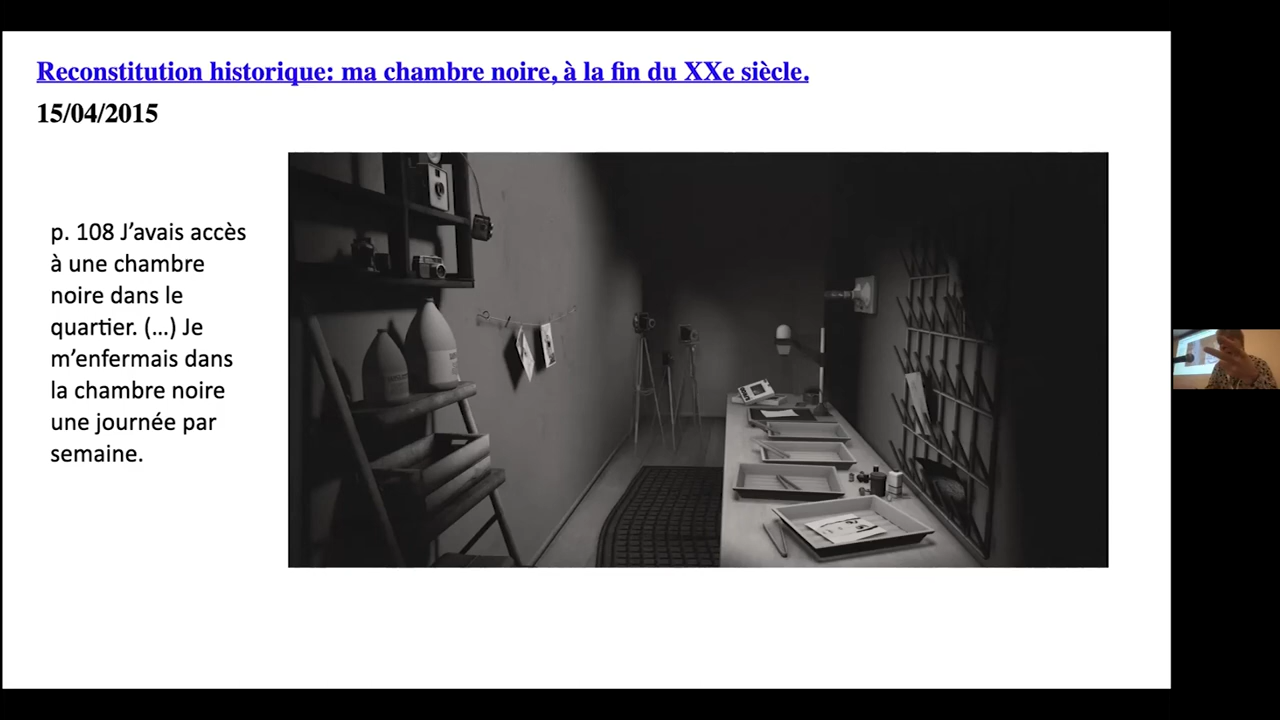 Reconstitution historique: ma chambre noire, à la fin du XXe siècle.
15/04/2015
p. 108 J’avais accès
à une chambre
noire dans le
quartier. (…) Je
m’enfermais dans
la chambre noire
une journée par
semaine.